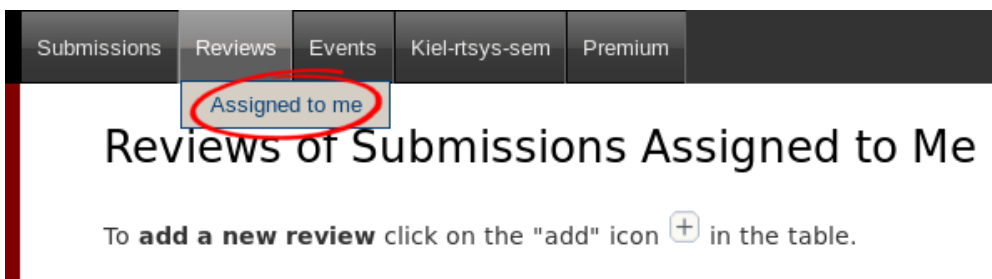 Submissions Reviews Events Kiel-rtsys-sem Premium
Assigned to me
Reviews of Submissions Assigned to Me
To add a new review click on the "add" icon + in the table.